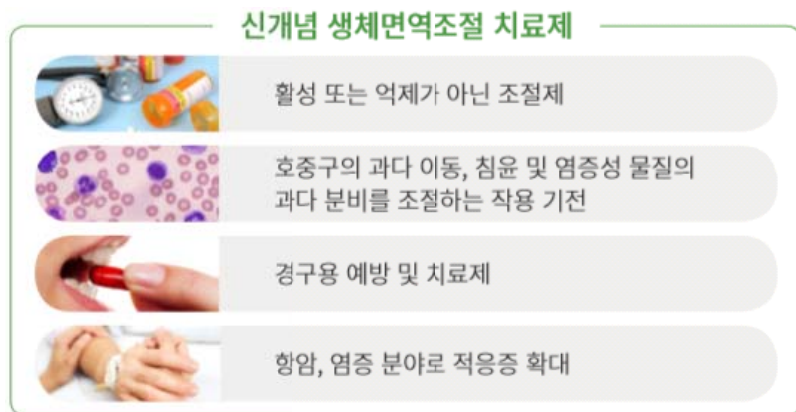 신개념 생체면역조절 치료제
활성 또는 억제가 아닌 조절제
호중구의 과다 이동, 침윤 및 염증성 물질의
과다 분비를 조절하는 작용 기전
경구용 예방 및 치료제
항암, 염증 분야로 적응증 확대